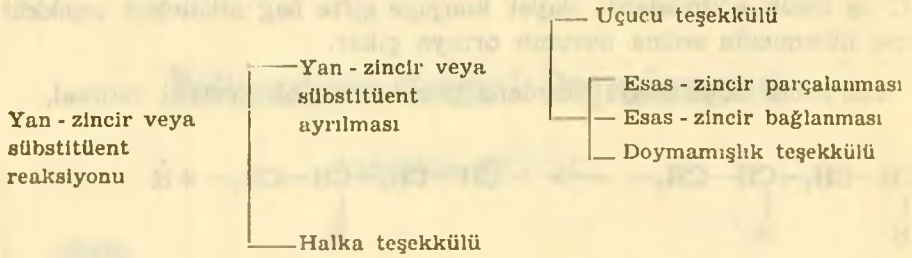 Uçucu teşekkülü
Yan - zincir veya
sübstitüent
ayrılması
Esas - zincir parçalanması
Esas - zincir bağlanması
Doymamışlık teşekkülü
Yan - zincir veya
sübstitüent
reaksiyonu
Halka teşekkülü